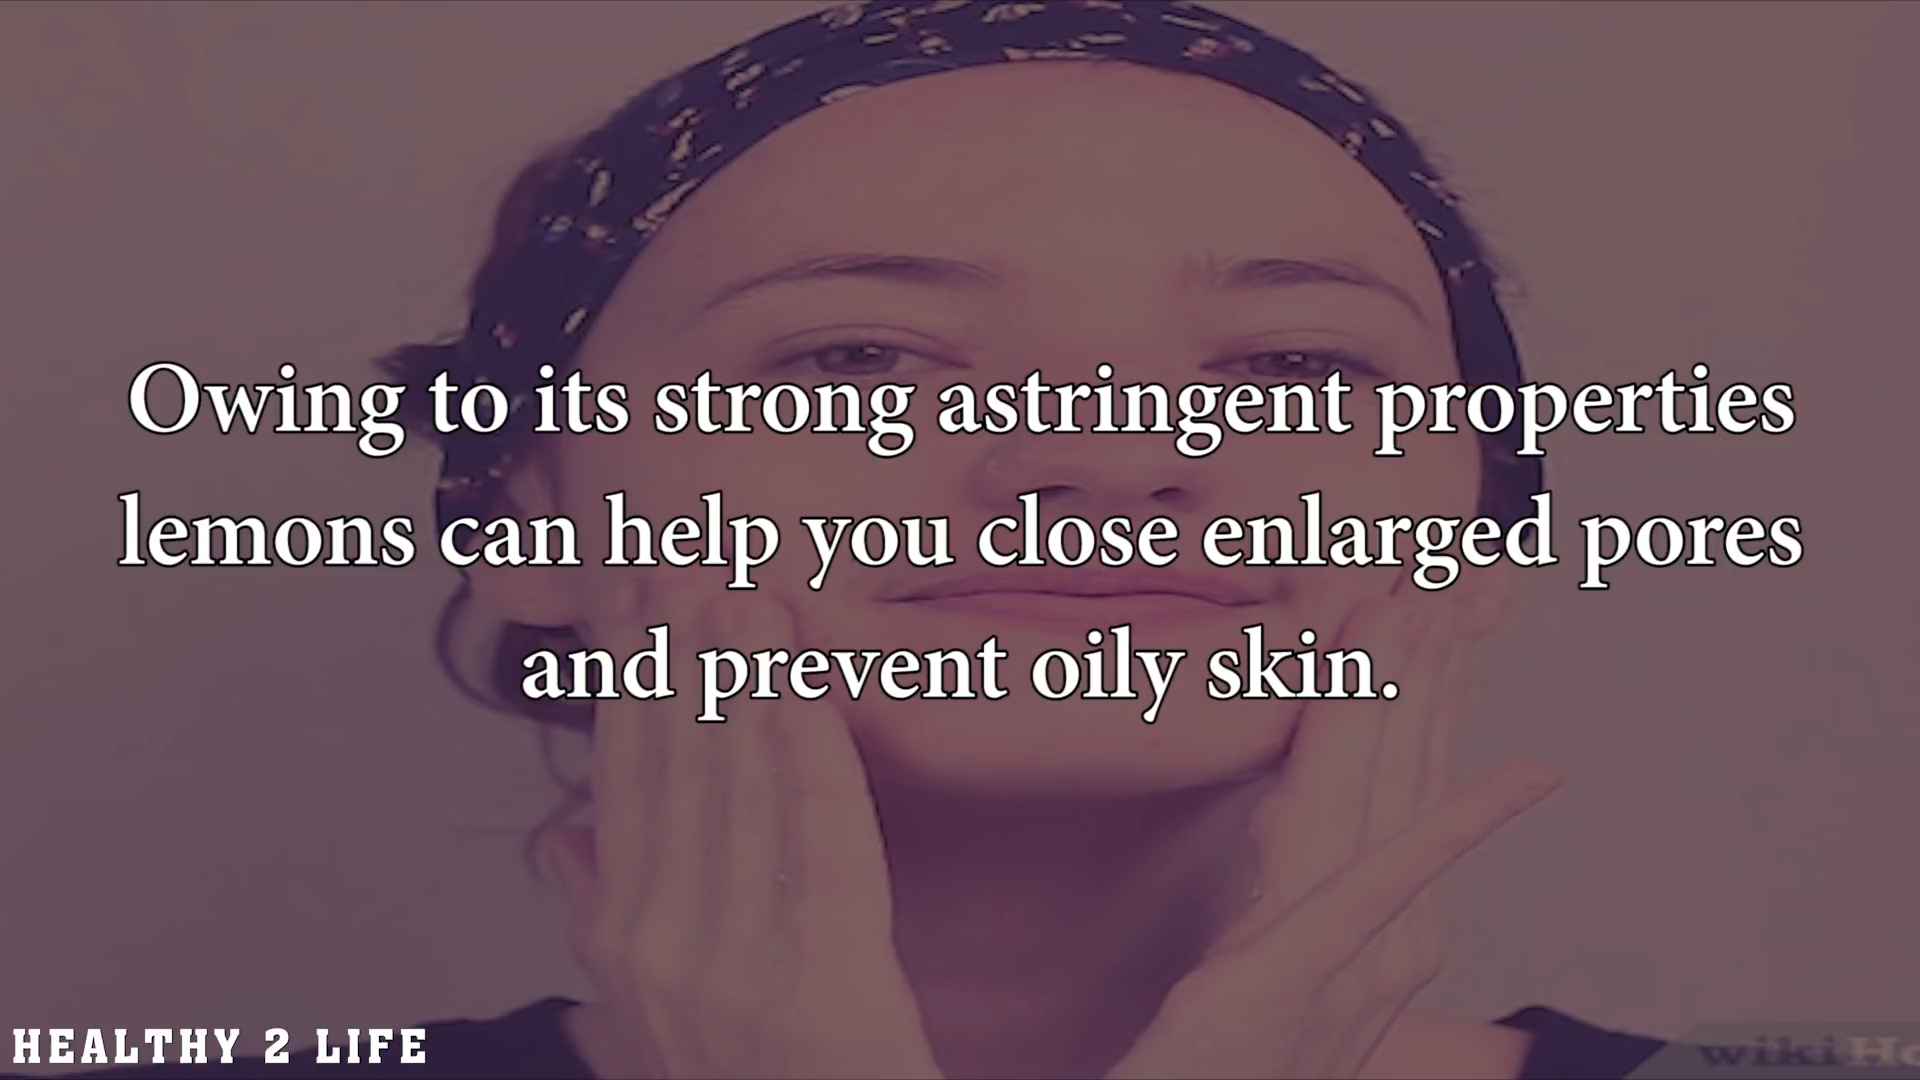 Owing to its strong astringent properties
lemons can help you close enlarged pores
and prevent oily skin.
HEALTHY 2 LIFE
wikiHo